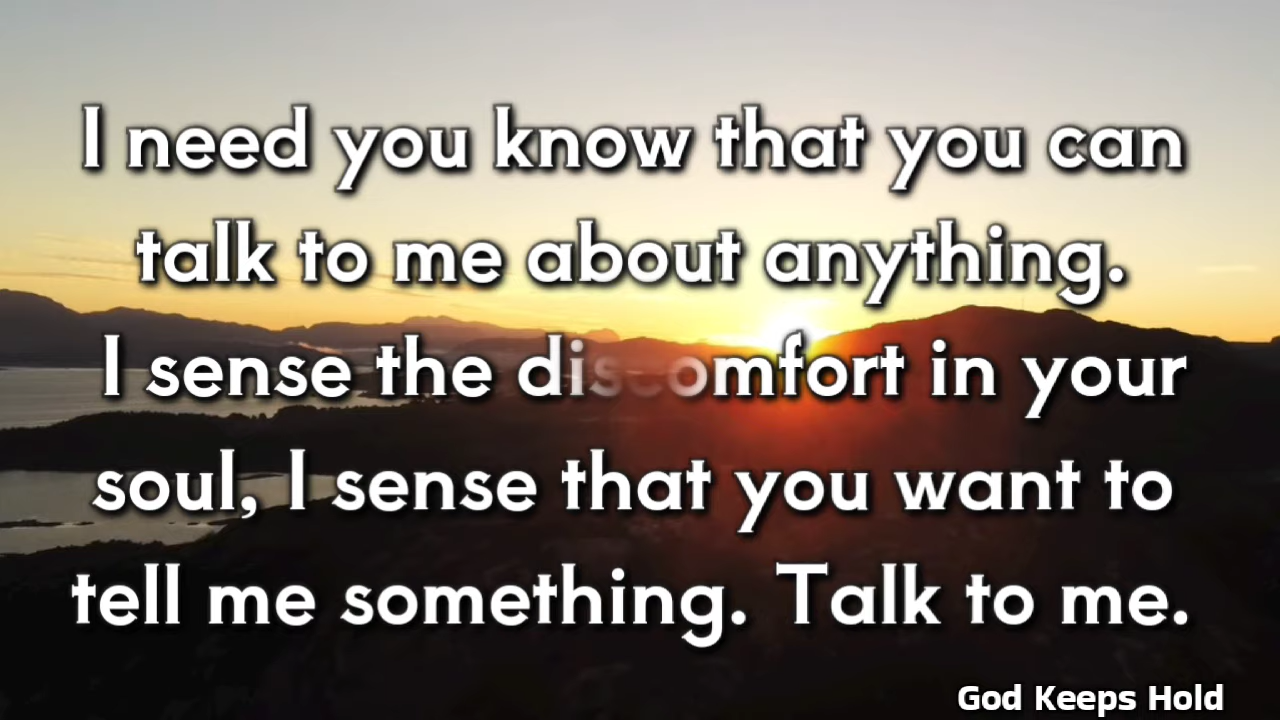 I need you know that you can
talk to me about anything.
I sense the discomfort in your
soul, I sense that you want to
tell me something. Talk to me.
God Keeps Hold